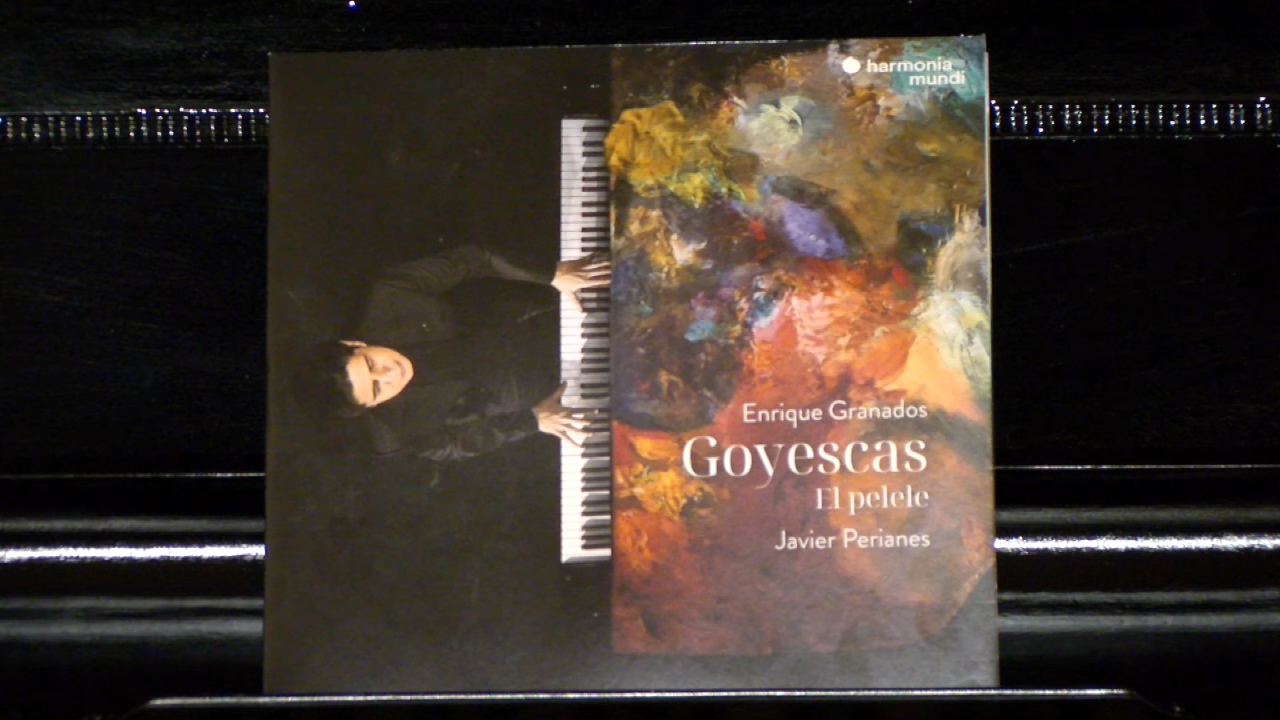 harmonia
mundi
Enrique Granados
Goyescas
El pelele
Javier Perianes